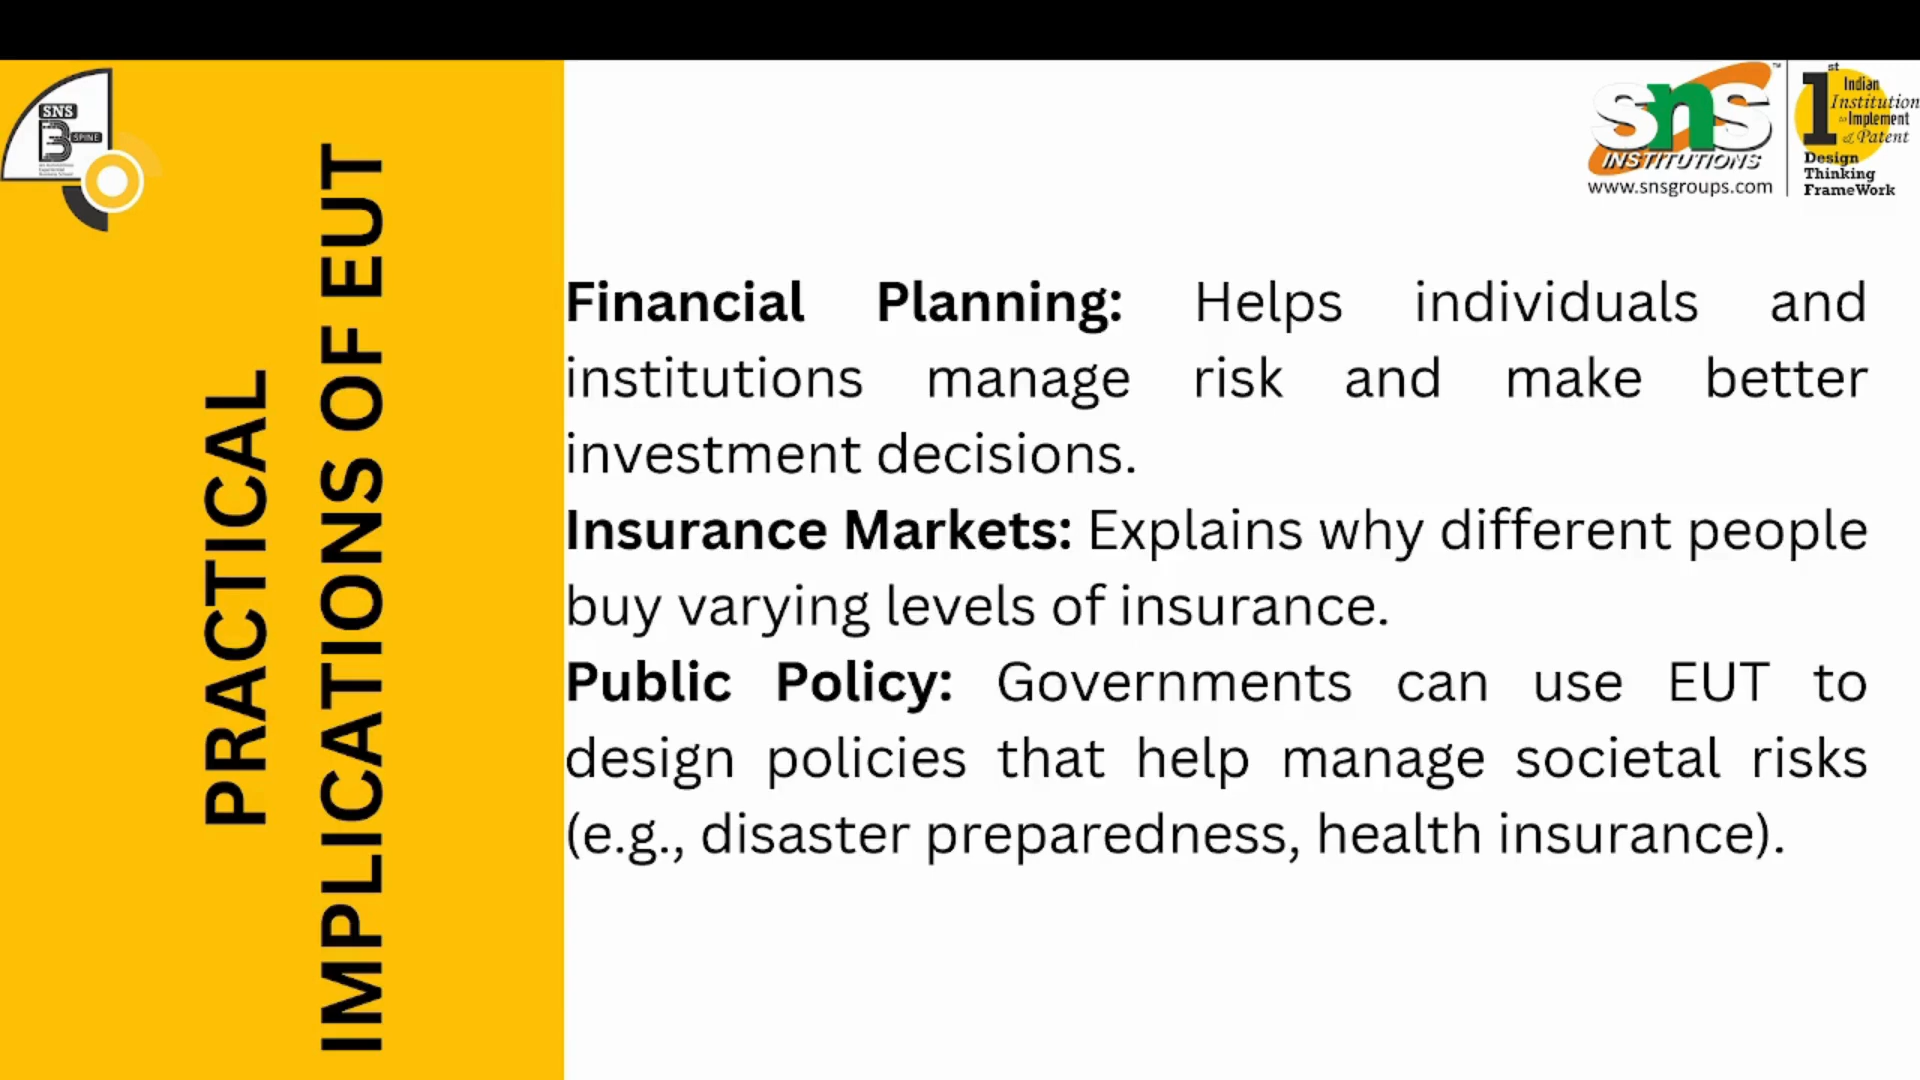 SNS
B
SPINE
PRACTICAL
IMPLICATIONS OF EUT
sns
INSTITUTIONS
www.snsgroups.com
1st
Indian
Institution
to Implement
& Patent
Design
Thinking
FrameWork
Financial Planning: Helps individuals and
institutions manage risk and make better
investment decisions.
Insurance Markets: Explains why different people
buy varying levels of insurance.
Public Policy: Governments can use EUT to
design policies that help manage societal risks
(e.g., disaster preparedness, health insurance).